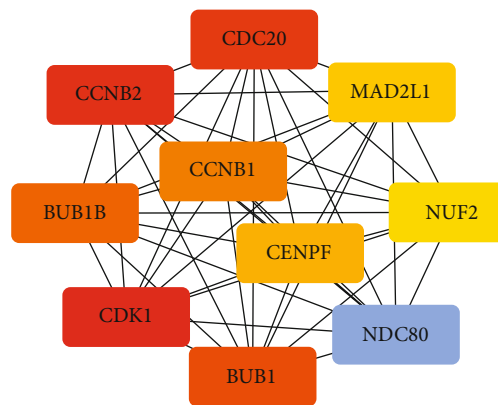 CDC20
CCNB2
MAD2L1
CCNB1
BUB1B
NUF2
CENPF
CDK1
NDC80
BUB1